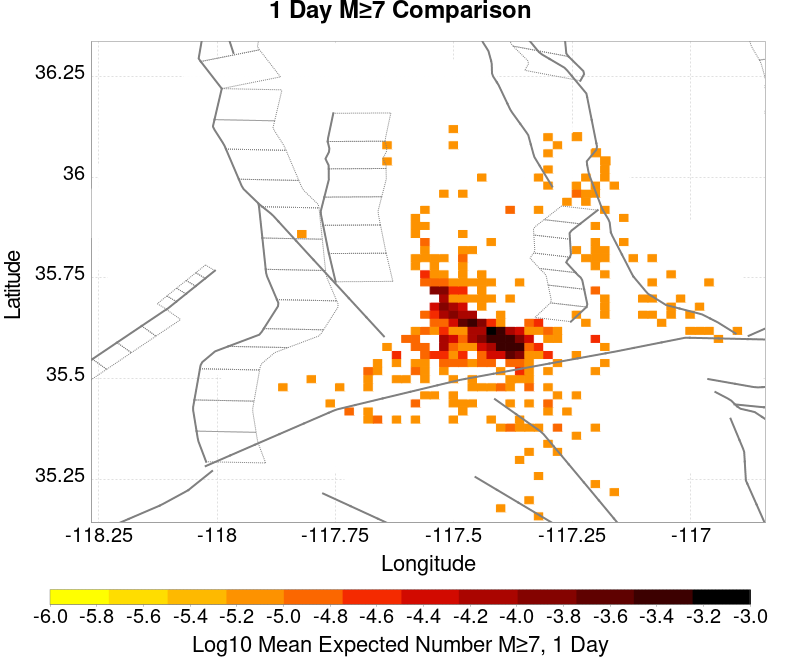 1 Day M≥7 Comparison
36.25
36
35.75
35.5
35.25
Latitude
-118.25 -118 -117.75 -117.5 -117.25 -117
Longitude
-6.0 -5.8 -5.6 -5.4 -5.2 -5.0 -4.8 -4.6 -4.4 -4.2 -4.0 -3.8 -3.6 -3.4 -3.2 -3.0
Log10 Mean Expected Number M≥7, 1 Day